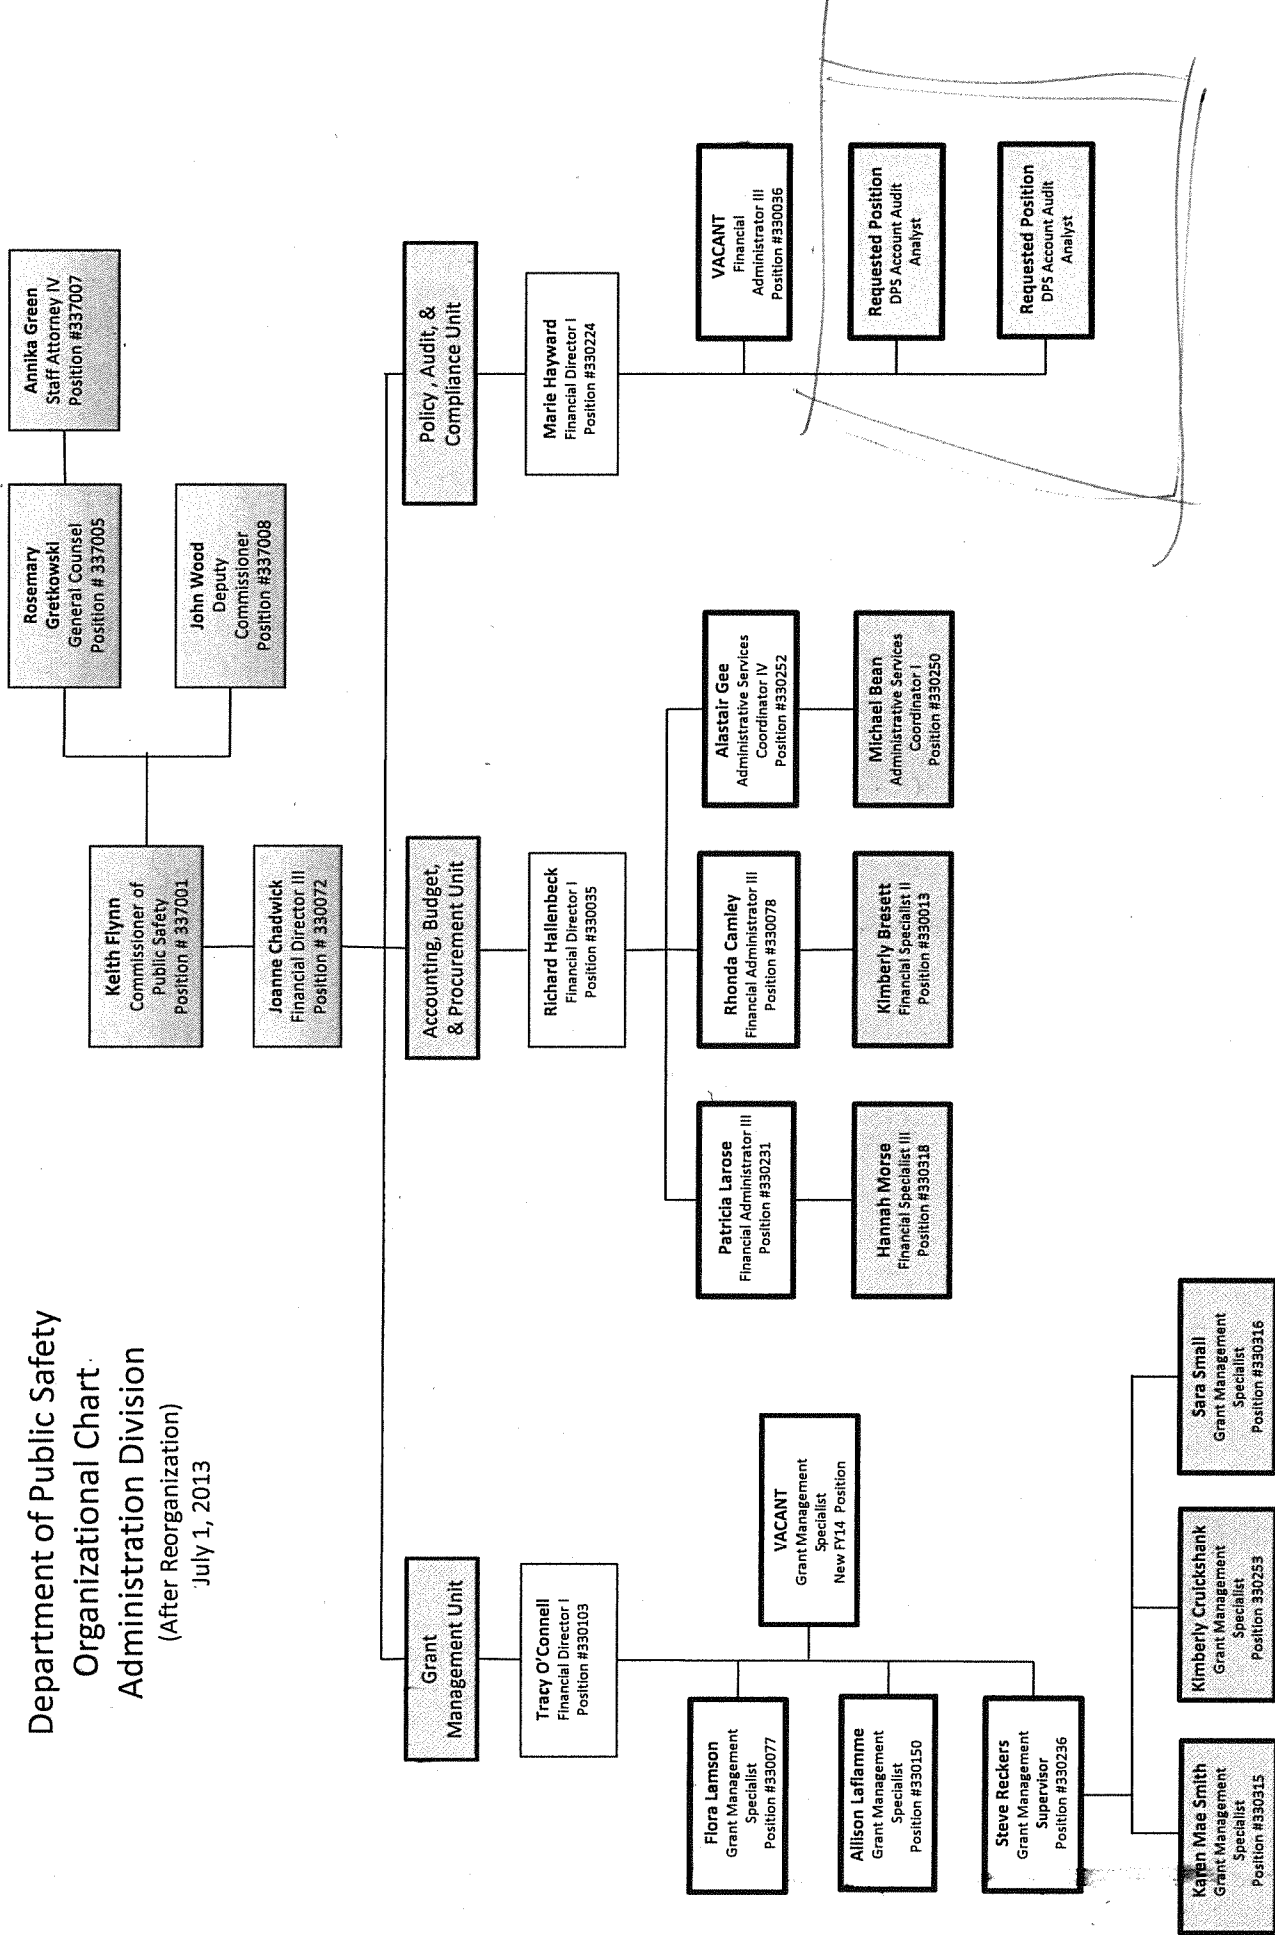 Department of Public Safety
Organizational Chart
Administration Division
(After Reorganization)
July 1, 2013
Keith Flynn
Commissioner of
Public Safety
Position # 337001
Rosemary
Gretkowski
General Counsel
Position # 337005
Annika Green
Staff Attorney IV
Position #337007
John Wood
Deputy
Commissioner
Position #337008
Joanne Chadwick
Financial Director III
Position # 330072
Grant
Management Unit
Tracy O'Connell
Financial Director I
Position #330103
Flora Lamson
Grant Management
Specialist
Position #330077
VACANT
Grant Management
Specialist
New FY14 Position
Allison Laflamme
Grant Management
Specialist
Position #330150
Steve Reckers
Grant Management
Supervisor
Position #330236
Karen Mae Smith
Grant Management
Specialist
Position #330315
Kimberly Cruickshank
Grant Management
Specialist
Position 330253
Sara Small
Grant Management
Specialist
Position #330316
Accounting, Budget,
& Procurement Unit
Richard Hallenbeck
Financial Director I
Position #330035
Patricia Larose
Financial Administrator III
Position #330231
Rhonda Camley
Financial Administrator III
Position #330078
Alastair Gee
Administrative Services
Coordinator IV
Position #330252
Hannah Morse
Financial Specialist III
Position #330318
Kimberly Bresett
Financial Specialist II
Position #330013
Michael Bean
Administrative Services
Coordinator I
Position #330250
Policy , Audit, &
Compliance Unit
Marie Hayward
Financial Director I
Position #330224
VACANT
Financial
Administrator III
Position #330036
Requested Position
DPS Account Audit
Analyst
Requested Position
DPS Account Audit
Analyst